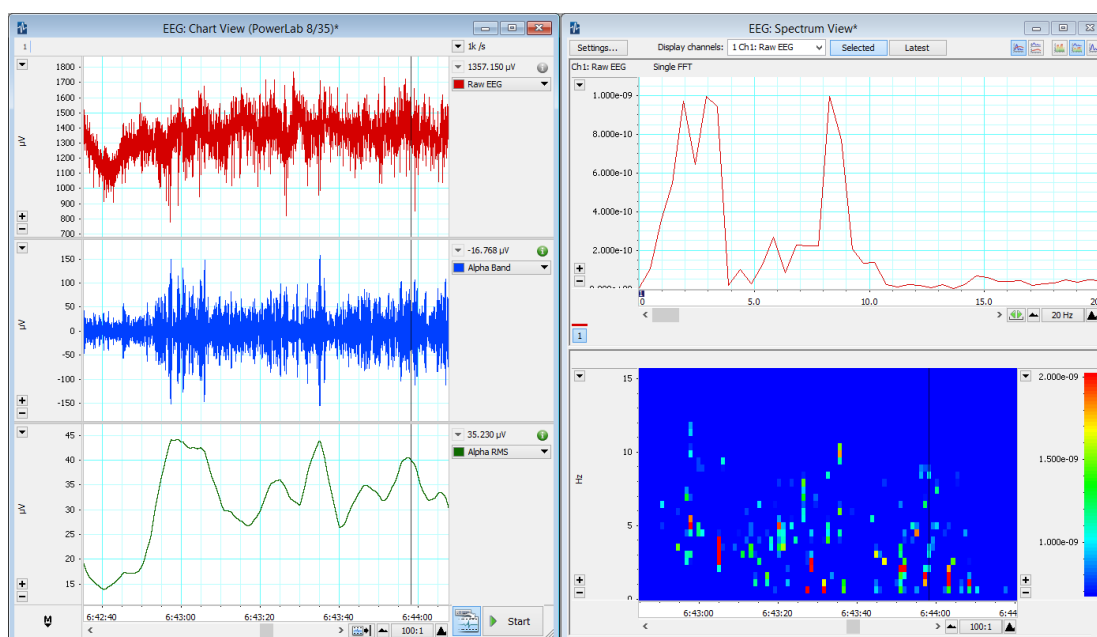 EEG: Chart View (PowerLab 8/35)*
1
1k /s
1800
1700
1600
1500
1400
1300
1200
1100
1000
900
800
700
µV
1357.150 µV
Raw EEG
150
100
50
0
-50
-100
-150
µV
-16.768 µV
Alpha Band
45
40
35
30
25
20
15
µV
35.230 µV
Alpha RMS
6:42:40
6:43:00
6:43:20
6:43:40
6:44:00
100:1
Start
EEG: Spectrum View*
Settings...
Display channels:
1 Ch1: Raw EEG
Selected
Latest
Ch1: Raw EEG
Single FFT
1.000e-09
8.000e-10
6.000e-10
4.000e-10
2.000e-10
0.000e+00
0
5.0
10.0
15.0
20
20 Hz
1
15
10
5
0
Hz
2.000e-09
1.500e-09
1.000e-09
6:43:00
6:43:20
6:43:40
6:44:00
6:44
100:1